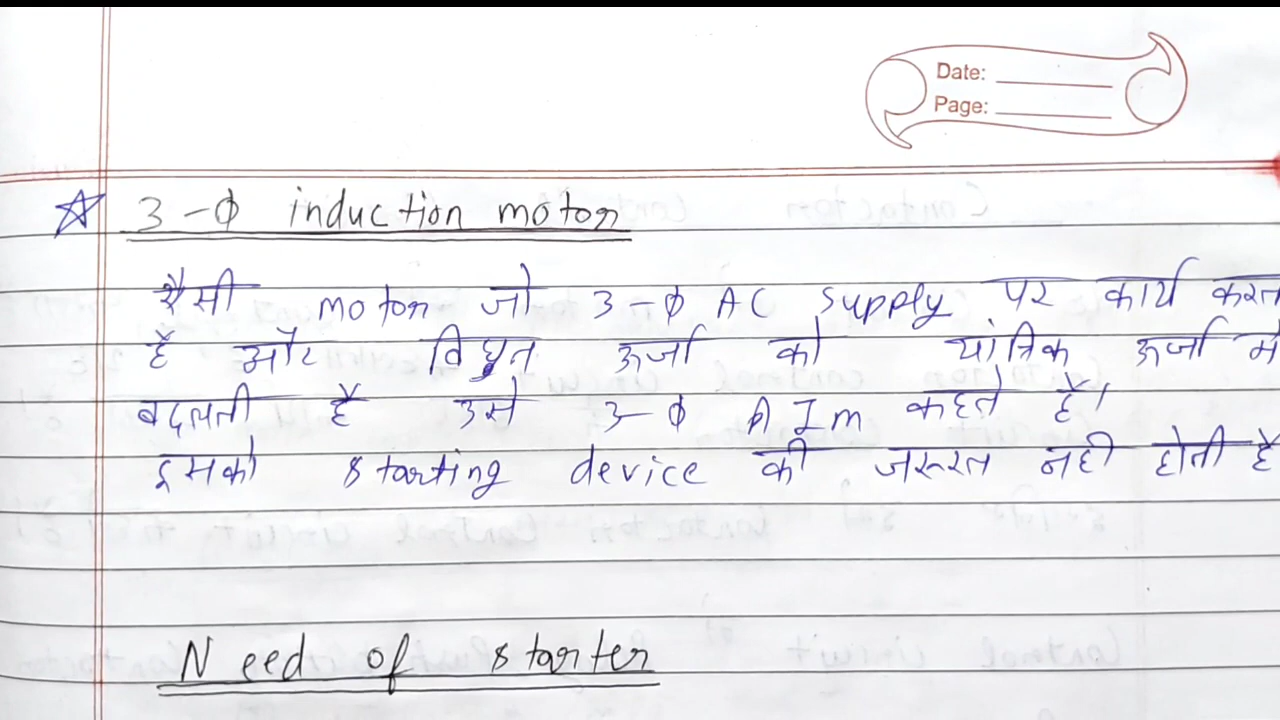 Date:
Page:
3-Φ induction motor
ऐसी motor जो 3-Φ AC Supply पर कार्य करत
है और विधुत ऊर्जा को यांत्रिक ऊर्जा मे
बदलती है उसे 3-Φ A I m कहते है।
इसको starting device की जरूरत नही होती है
Need of starter